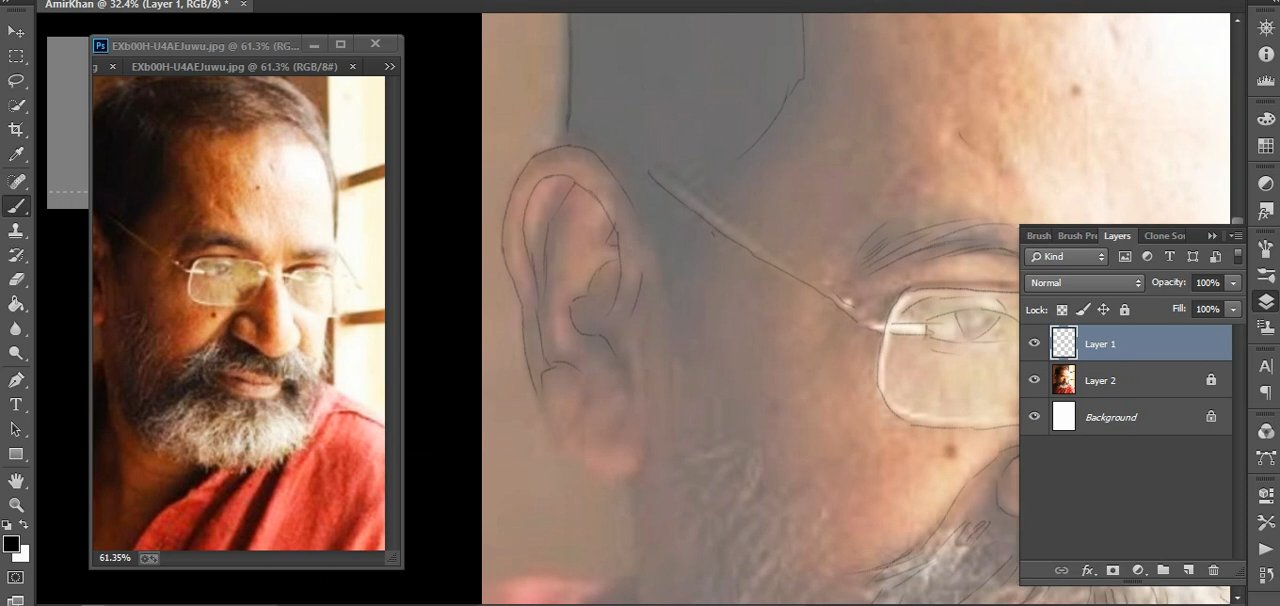 AmirKhan @ 32.4% (Layer 1, RGB/8) *
Ps EXb00H-U4AEJuwu.jpg @ 61.3% (RG...
g EXb00H-U4AEJuwu.jpg @ 61.3% (RGB/8#)
61.35%
Brush Brush Pre Layers Clone Sou
Kind
Normal Opacity: 100%
Lock: Fill: 100%
Layer 1
Layer 2
Background